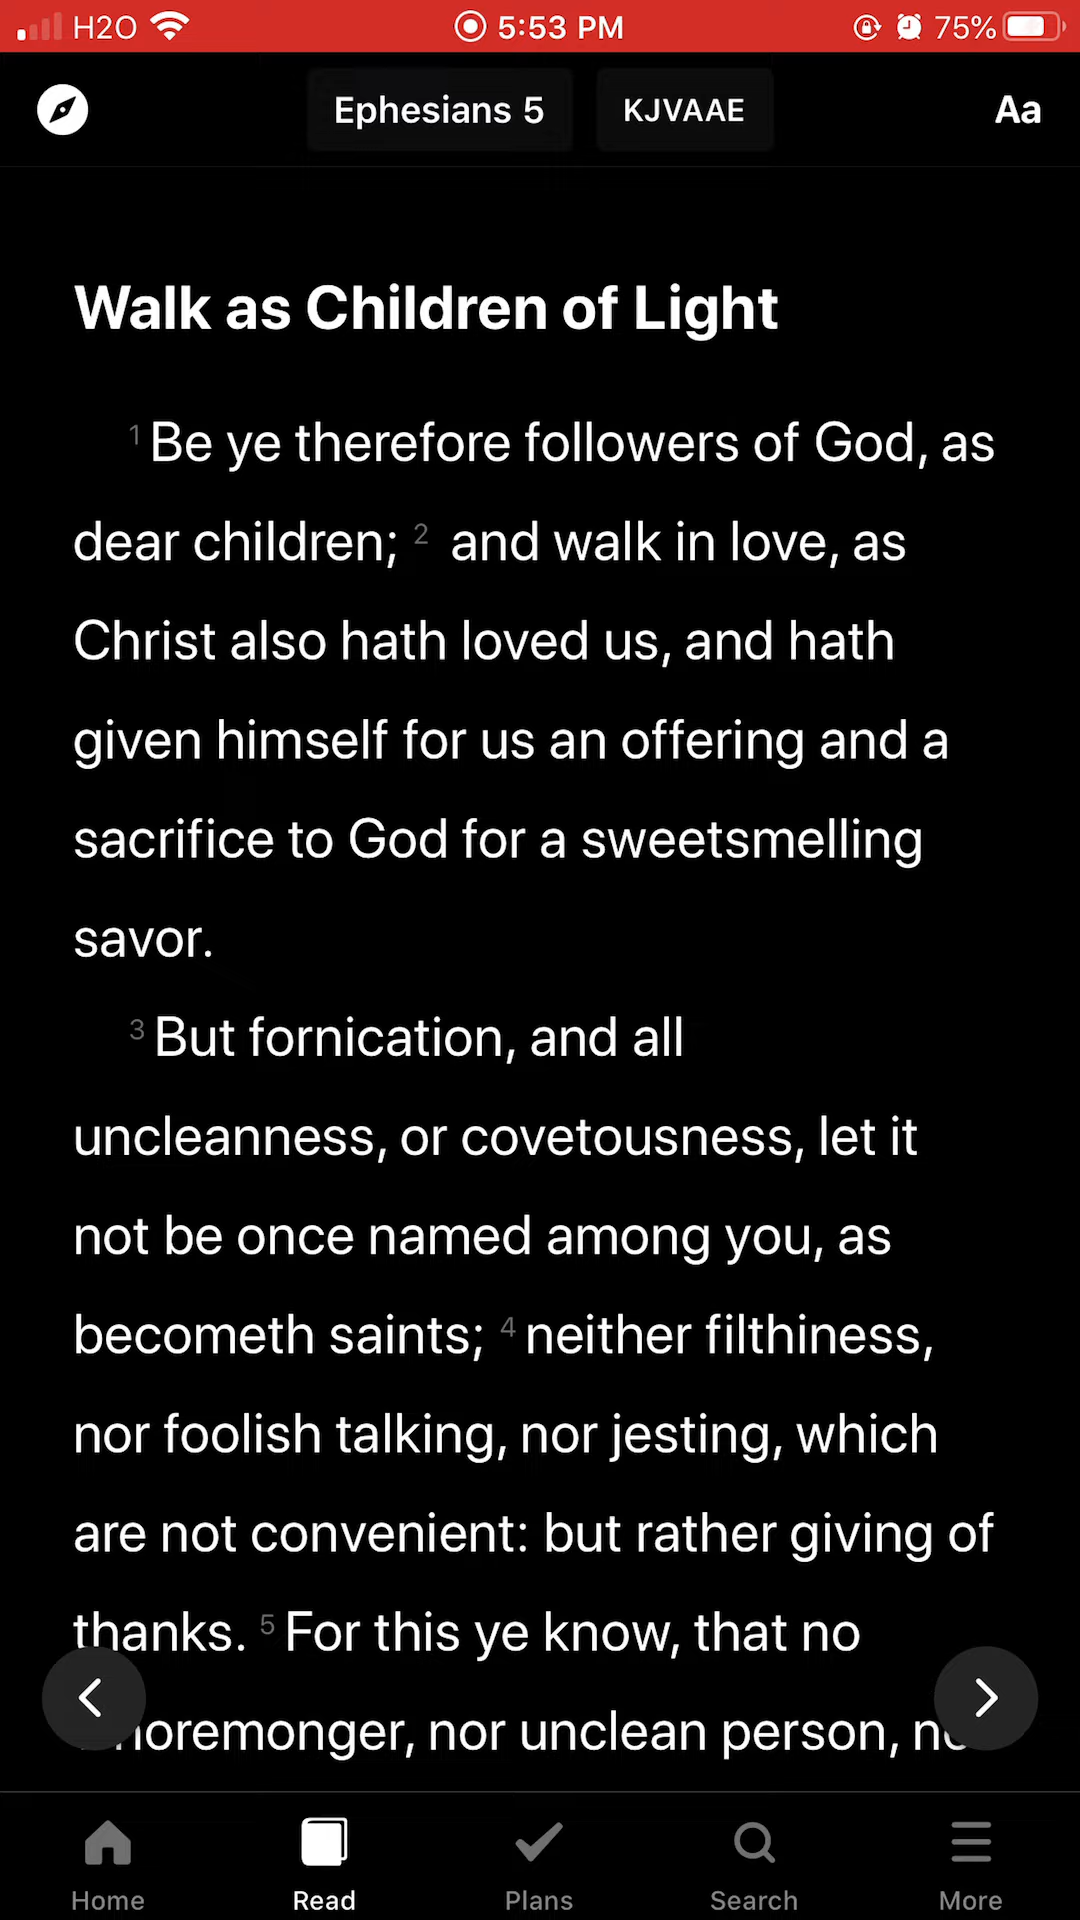 H2O 5:53 PM 75%
Ephesians 5 KJVAAE Aa
Walk as Children of Light
1 Be ye therefore followers of God, as
dear children; 2 and walk in love, as
Christ also hath loved us, and hath
given himself for us an offering and a
sacrifice to God for a sweetsmelling
savor.
3 But fornication, and all
uncleanness, or covetousness, let it
not be once named among you, as
becometh saints; 4 neither filthiness,
nor foolish talking, nor jesting, which
are not convenient: but rather giving of
thanks. 5 For this ye know, that no
nor unclean person,
Home Read Plans Search More